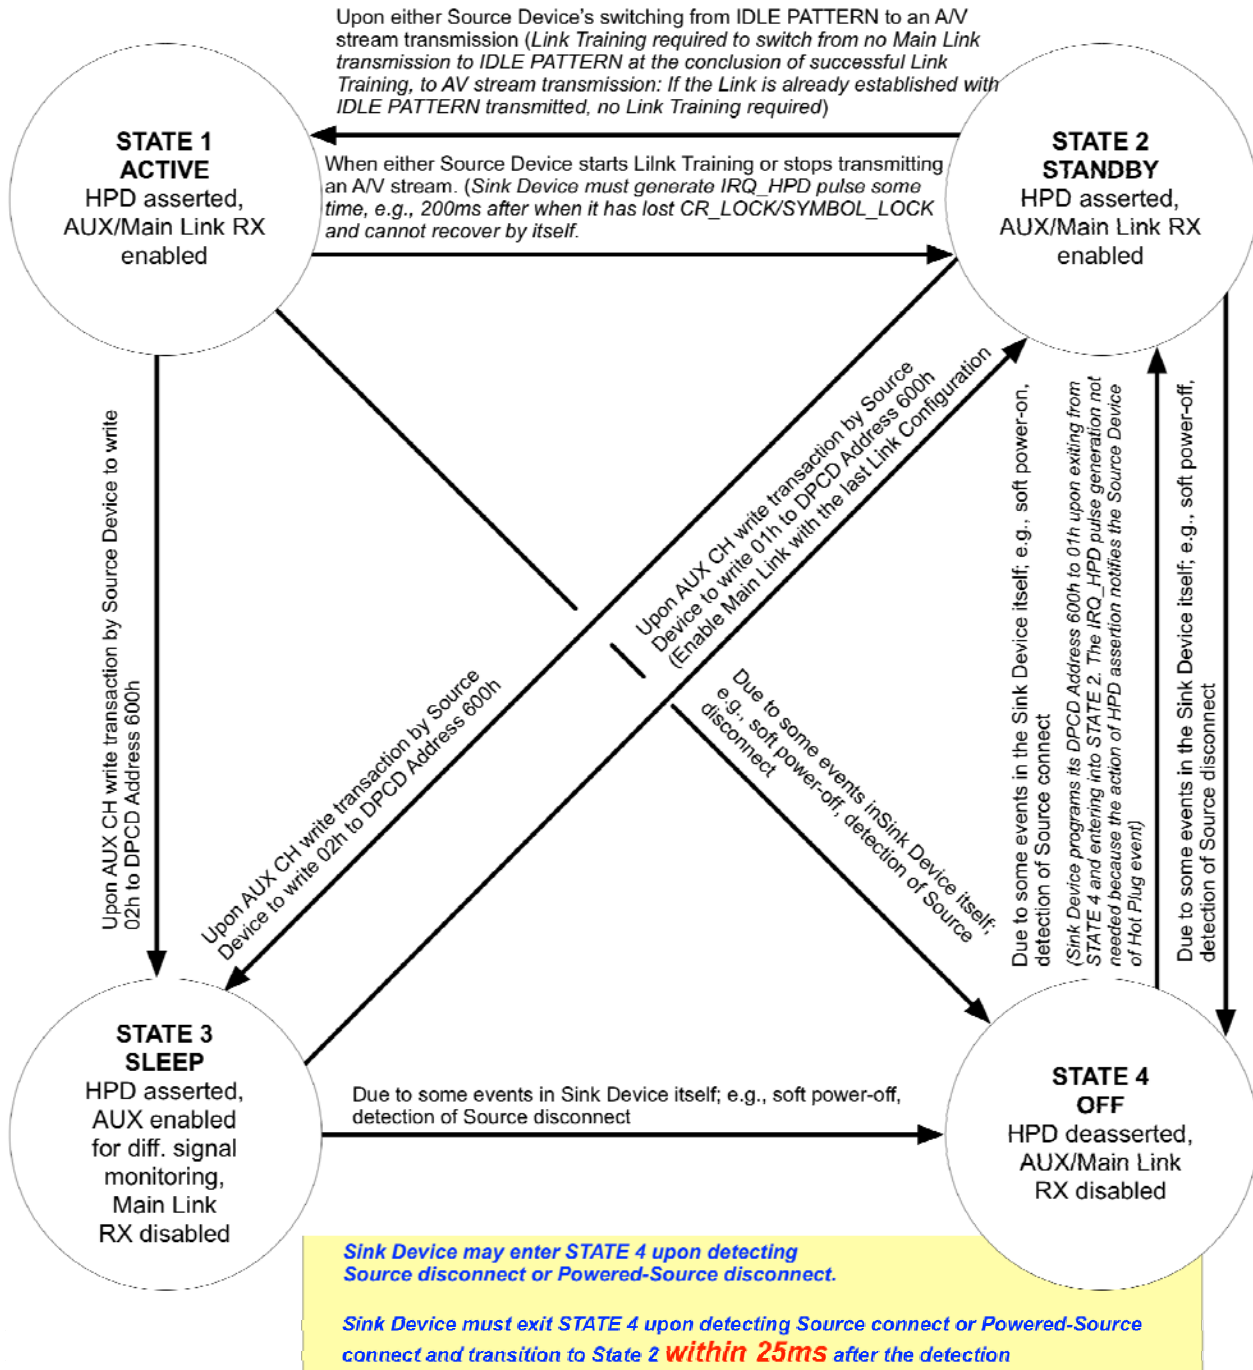 Upon either Source Device's switching from IDLE PATTERN to an A/V
stream transmission (Link Training required to switch from no Main Link
transmission to IDLE PATTERN at the conclusion of successful Link
Training, to AV stream transmission: If the Link is already established with
IDLE PATTERN transmitted, no Link Training required)
STATE 1
ACTIVE
HPD asserted,
AUX/Main Link RX
enabled
When either Source Device starts Lilnk Training or stops transmitting
an A/V stream. (Sink Device must generate IRQ_HPD pulse some
time, e.g., 200ms after when it has lost CR_LOCK/SYMBOL_LOCK
and cannot recover by itself.
STATE 2
STANDBY
HPD asserted,
AUX/Main Link RX
enabled
Upon AUX CH write transaction by Source Device to write
02h to DPCD Address 600h
Upon AUX CH write transaction by Source
Device to write 02h to DPCD Address 600h
Upon AUX CH write transaction by Source
Device to write 01h to DPCD Address 600h
(Enable Main Link with the last Link Configuration
Due to some events inSink Device itself;
e.g., soft power-off, detection of Source
disconnect
Due to some events in the Sink Device itself; e.g., soft power-on,
detection of Source connect
(Sink Device programs its DPCD Address 600h to 01h upon exiting from
STATE 4 and entering into STATE 2. The IRQ_HPD pulse generation not
needed because the action of HPD assertion notifies the Source Device
of Hot Plug event)
Due to some events in the Sink Device itself; e.g., soft power-off,
detection of Source disconnect
STATE 3
SLEEP
HPD asserted,
AUX enabled
for diff. signal
monitoring,
Main Link
RX disabled
Due to some events in Sink Device itself; e.g., soft power-off,
detection of Source disconnect
STATE 4
OFF
HPD deasserted,
AUX/Main Link
RX disabled
Sink Device may enter STATE 4 upon detecting
Source disconnect or Powered-Source disconnect.
Sink Device must exit STATE 4 upon detecting Source connect or Powered-Source
connect and transition to State 2 within 25ms after the detection